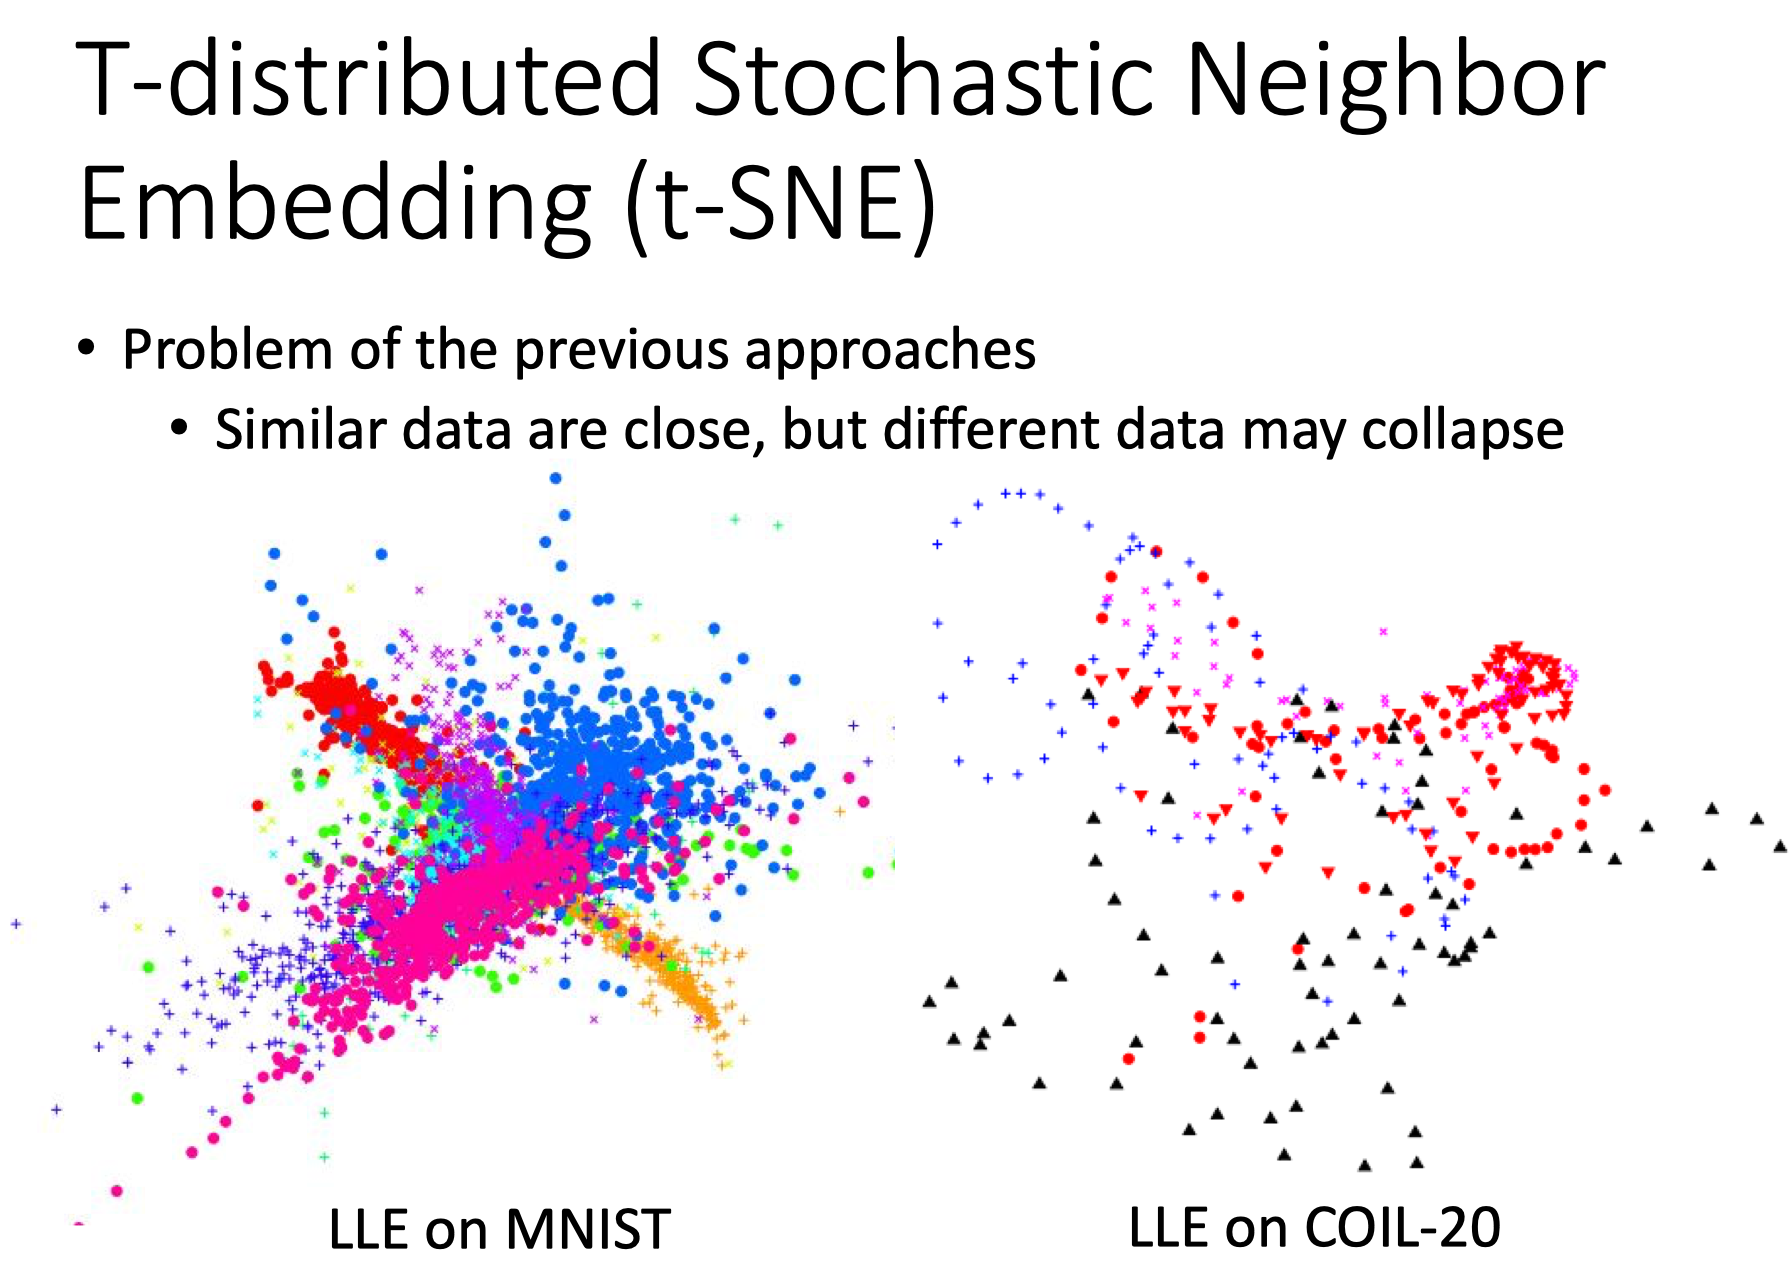 T-distributed Stochastic Neighbor
Embedding (t-SNE)
• Problem of the previous approaches
• Similar data are close, but different data may collapse
LLE on MNIST
LLE on COIL-20